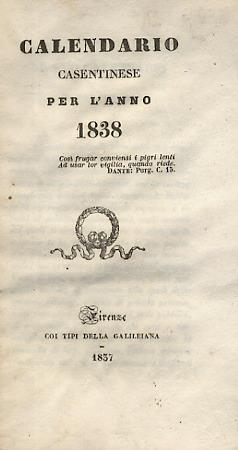 CALENDARIO
CASENTINESE
PER L'ANNO
1838
Così frugar conviensi i pigri lenti
Ad usar lor vigilia, quando riede.
DANTE: Purg. C. 15.
Firenze
COI TIPI DELLA GALILEIANA
1837